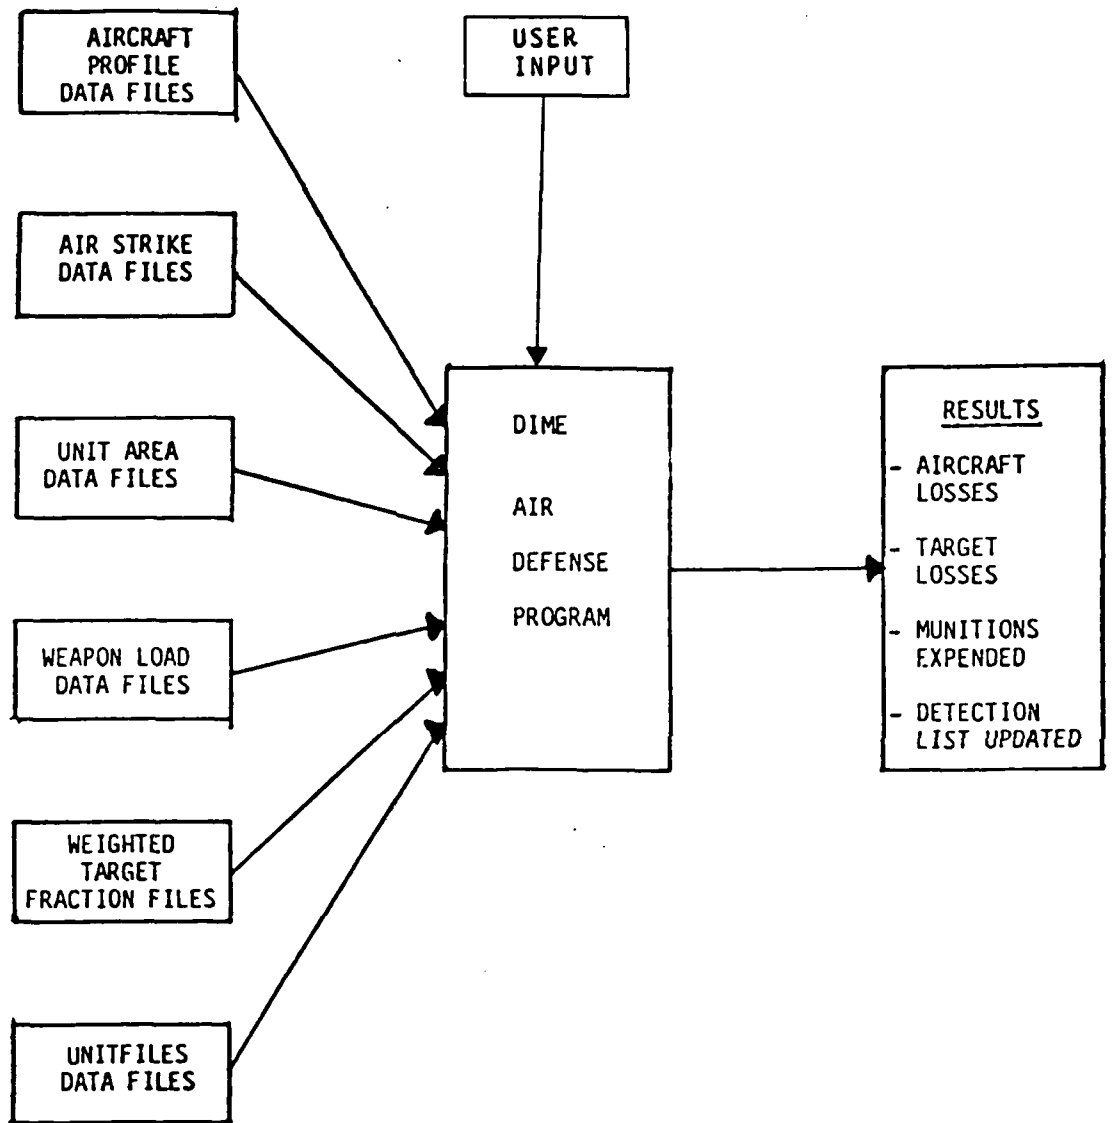 AIRCRAFT
PROFILE
DATA FILES
USER
INPUT
AIR STRIKE
DATA FILES
UNIT AREA
DATA FILES
WEAPON LOAD
DATA FILES
WEIGHTED
TARGET
FRACTION FILES
UNITFILES
DATA FILES
DIME
AIR
DEFENSE
PROGRAM
RESULTS
- AIRCRAFT
LOSSES
- TARGET
LOSSES
- MUNITIONS
EXPENDED
- DETECTION
LIST UPDATED